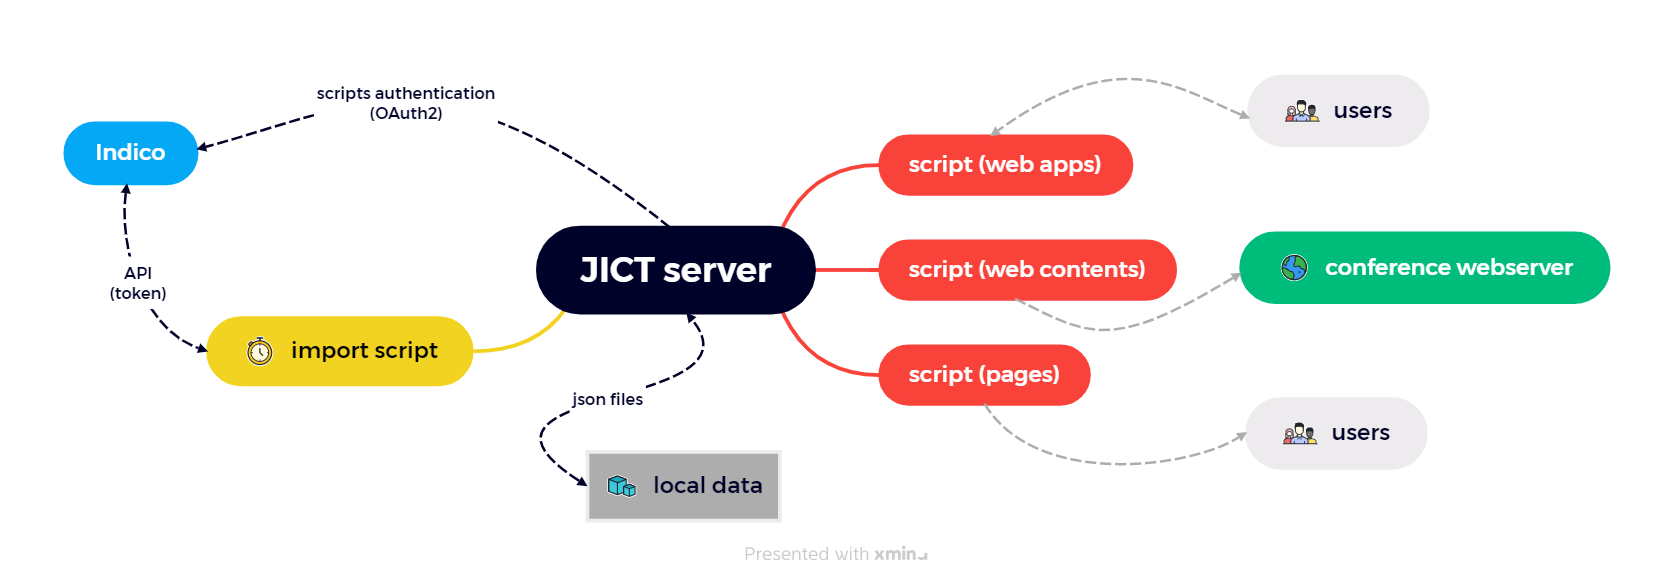 scripts authentication
(OAuth2)
Indico
API
(token)
import script
JICT server
json files
local data
script (web apps)
script (web contents)
script (pages)
users
conference webserver
users
Presented with xmind